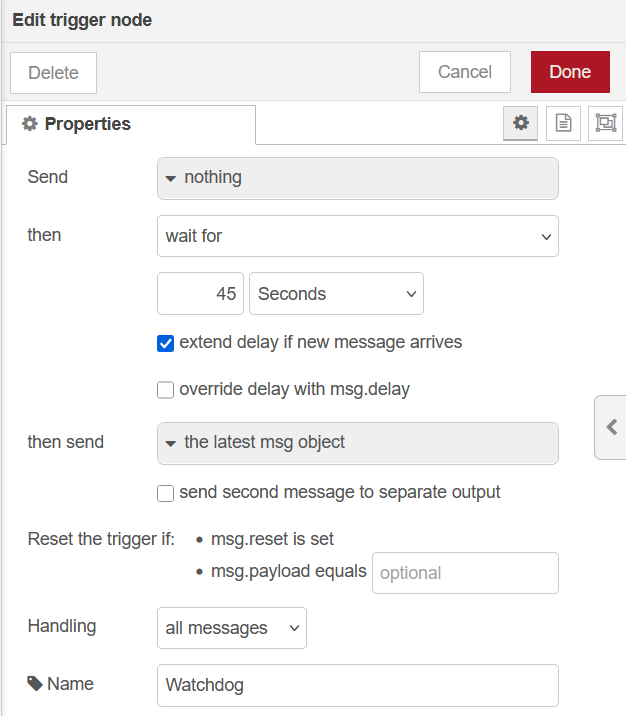 Edit trigger node
Delete Cancel Done
Properties
Send nothing
then wait for
45 Seconds
extend delay if new message arrives
override delay with msg.delay
then send the latest msg object
send second message to separate output
Reset the trigger if: • msg.reset is set
• msg.payload equals optional
Handling all messages
Name Watchdog